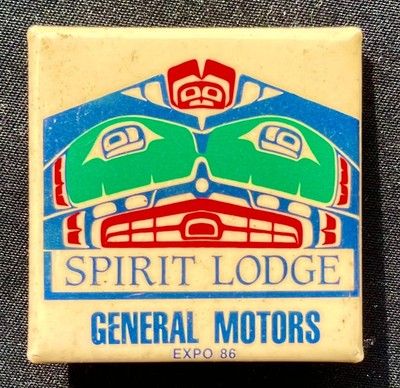 SPIRIT LODGE
GENERAL MOTORS
EXPO 86